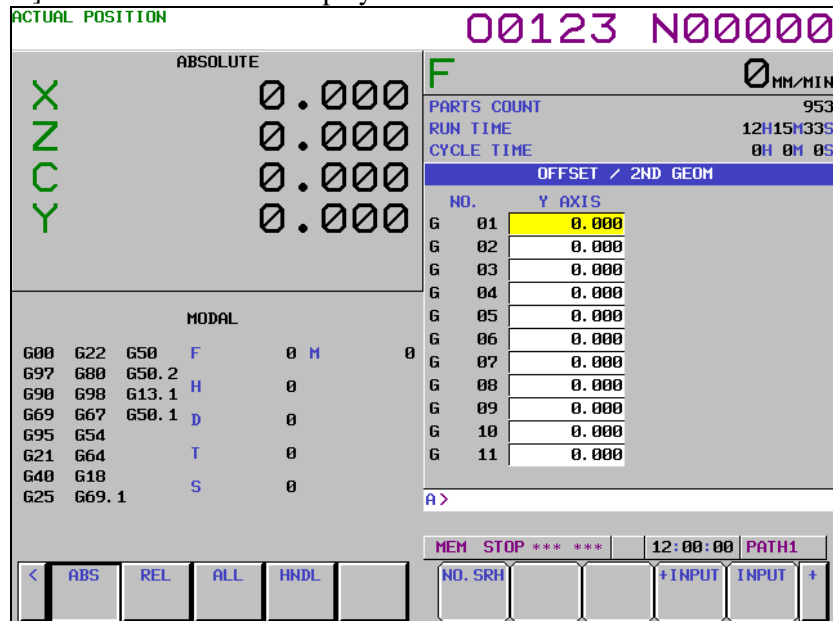 ACTUAL POSITION
O0123 N00000
ABSOLUTE
X 0.000
Z 0.000
C 0.000
Y 0.000
F 0 MM/MIN
PARTS COUNT 953
RUN TIME 12H15M33S
CYCLE TIME 0H 0M 0S
OFFSET / 2ND GEOM
NO. Y AXIS
G 01 0.000
G 02 0.000
G 03 0.000
G 04 0.000
G 05 0.000
G 06 0.000
G 07 0.000
G 08 0.000
G 09 0.000
G 10 0.000
G 11 0.000
MODAL
G00 G22 G50 F 0 M 0
G97 G80 G50.2
G90 G98 G13.1 H 0
G69 G67 G50.1 D 0
G95 G54
G21 G64 T 0
G40 G18
G25 G69.1 S 0
A>
MEM STOP *** *** 12:00:00 PATH1
< ABS REL ALL HNDL
NO.SRH +INPUT INPUT +